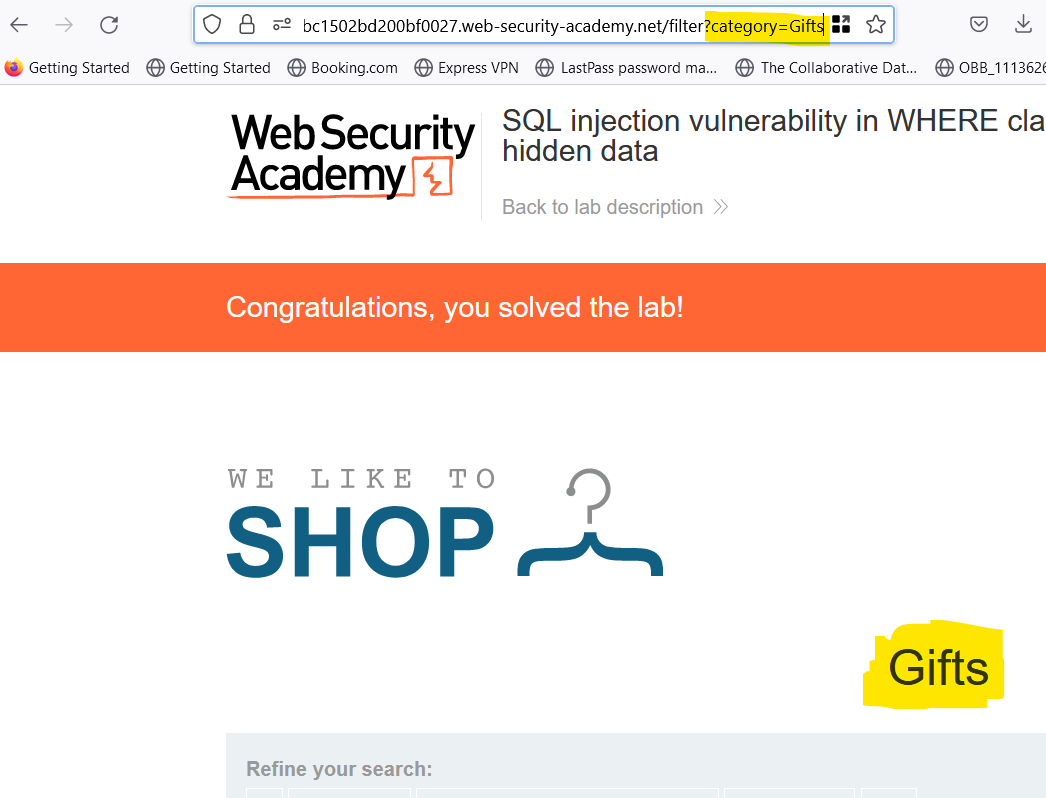 bc1502bd200bf0027.web-security-academy.net/filter?category=Gifts
Getting Started Getting Started Booking.com Express VPN LastPass password ma... The Collaborative Dat... OBB_1113626
Web Security
Academy
SQL injection vulnerability in WHERE cla
hidden data
Back to lab description
Congratulations, you solved the lab!
WE LIKE TO
SHOP
Gifts
Refine your search: